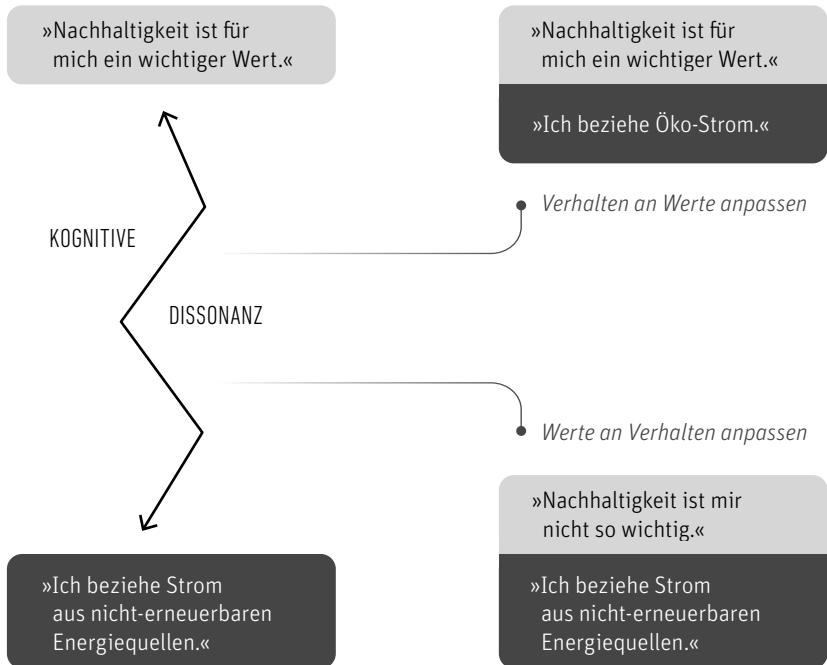 »Nachhaltigkeit ist für
mich ein wichtiger Wert.«
»Nachhaltigkeit ist für
mich ein wichtiger Wert.«
»Ich beziehe Öko-Strom.«
Verhalten an Werte anpassen
KOGNITIVE
DISSONANZ
Werte an Verhalten anpassen
»Nachhaltigkeit ist mir
nicht so wichtig.«
»Ich beziehe Strom
aus nicht-erneuerbaren
Energiequellen.«
»Ich beziehe Strom
aus nicht-erneuerbaren
Energiequellen.«